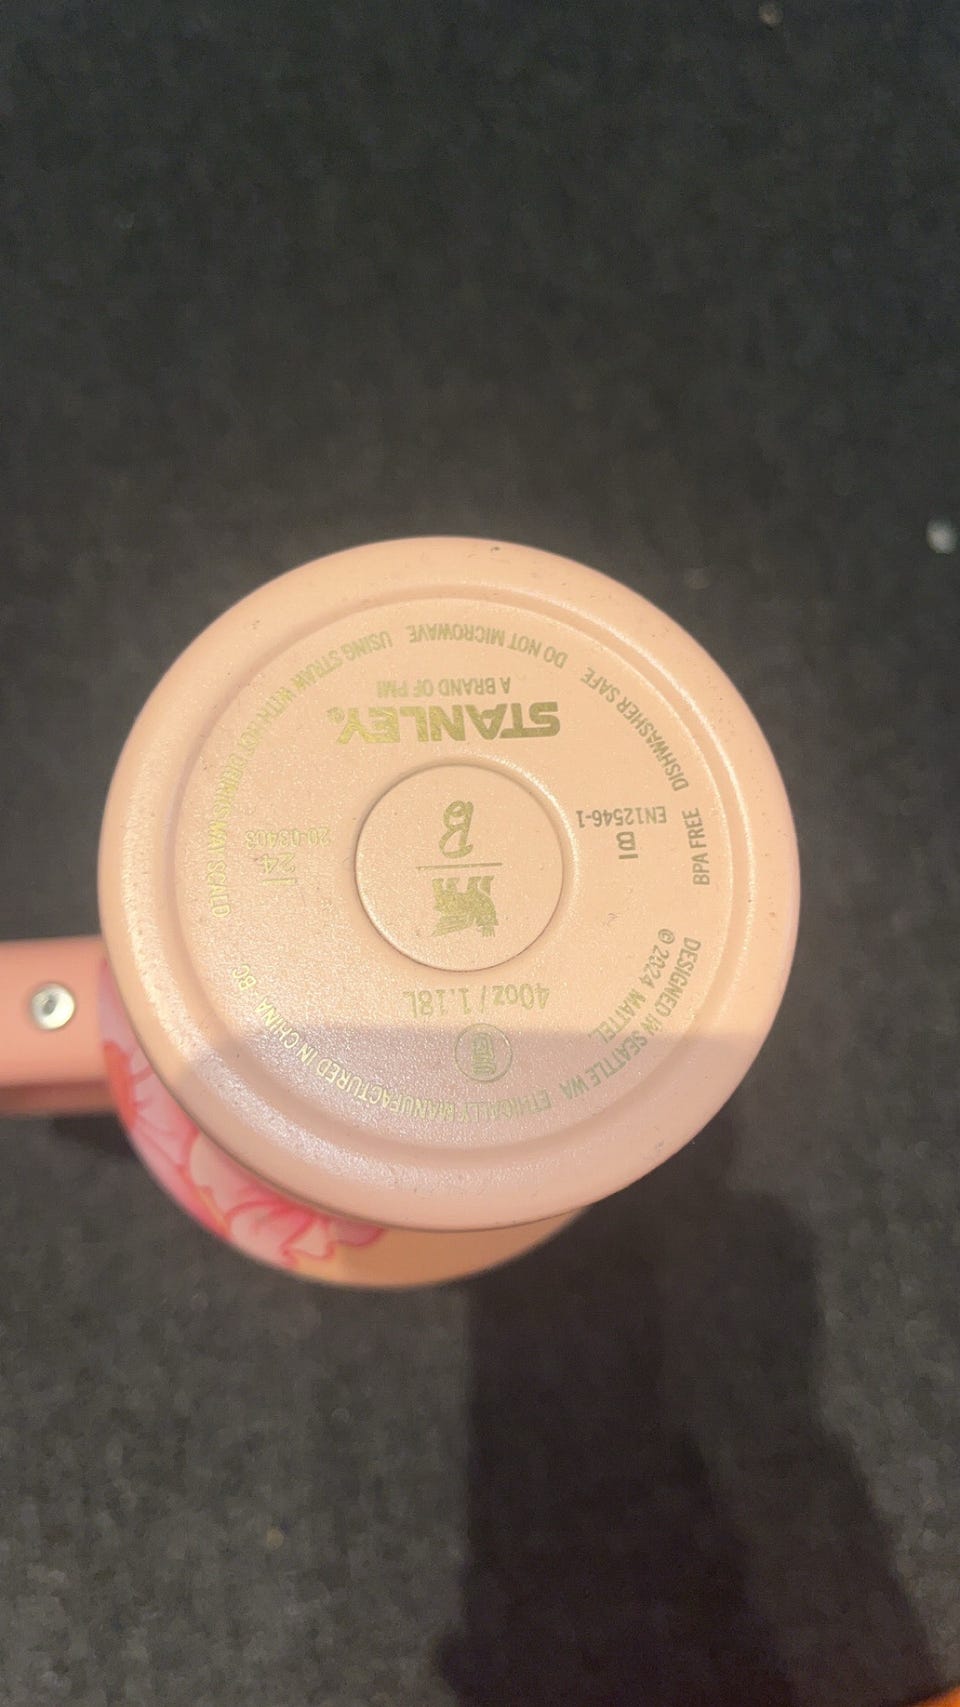 STANLEY®
A BRAND OF PMI
DO NOT MICROWAVE
USING STRAW WITH HOT DRINKS MAY SCALD
DISHWASHER SAFE
BPA FREE
EN12546-1
20-03403
24
B
40oz / 1.18L
DESIGNED IN SEATTLE WA
© 2024 MATTEL
ETHICALLY MANUFACTURED IN CHINA
BC